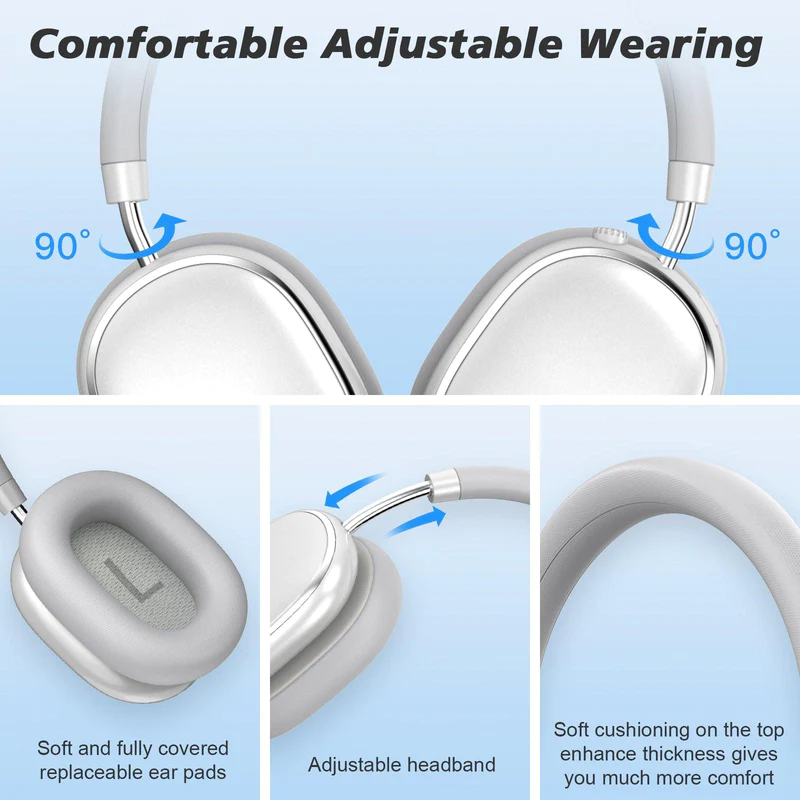 Comfortable Adjustable Wearing
90°
90°
L
Soft and fully covered
replaceable ear pads
Adjustable headband
Soft cushioning on the top
enhance thickness gives
you much more comfort